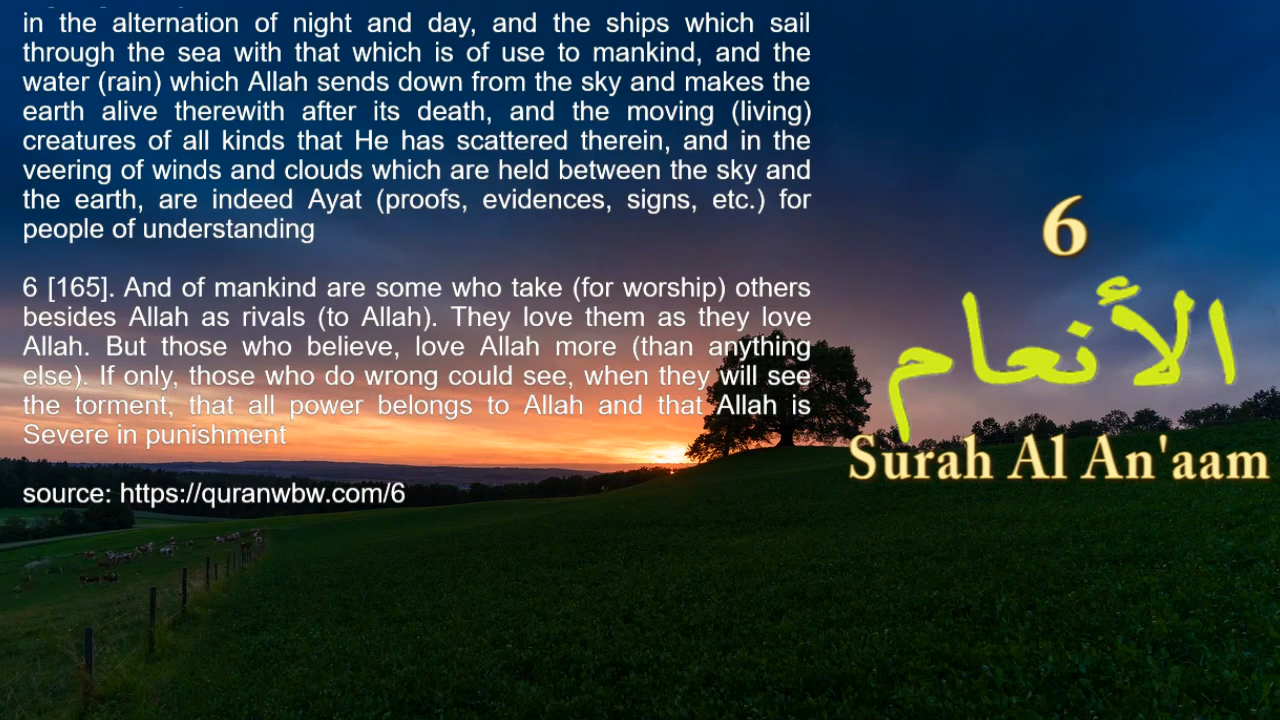 in the alternation of night and day, and the ships which sail
through the sea with that which is of use to mankind, and the
water (rain) which Allah sends down from the sky and makes the
earth alive therewith after its death, and the moving (living)
creatures of all kinds that He has scattered therein, and in the
veering of winds and clouds which are held between the sky and
the earth, are indeed Ayat (proofs, evidences, signs, etc.) for
people of understanding
6 [165]. And of mankind are some who take (for worship) others
besides Allah as rivals (to Allah). They love them as they love
Allah. But those who believe, love Allah more (than anything
else). If only, those who do wrong could see, when they will see
the torment, that all power belongs to Allah and that Allah is
Severe in punishment
source: https://quranwbw.com/6
6
الأنعام
Surah Al An'aam